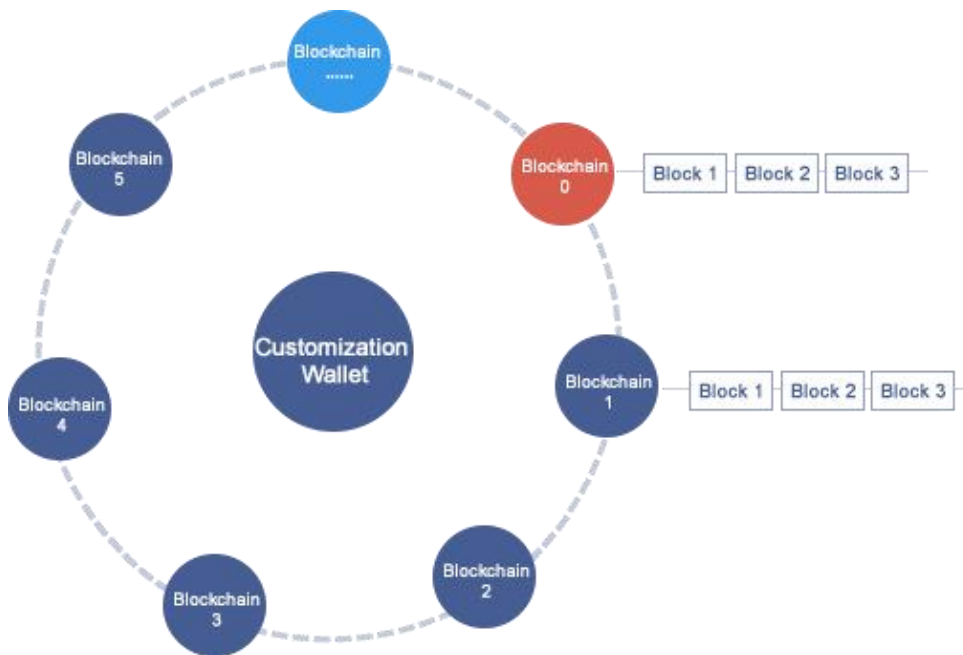 Blockchain
......
Blockchain
0
Block 1
Block 2
Block 3
Blockchain
5
Customization
Wallet
Blockchain
1
Block 1
Block 2
Block 3
Blockchain
4
Blockchain
2
Blockchain
3